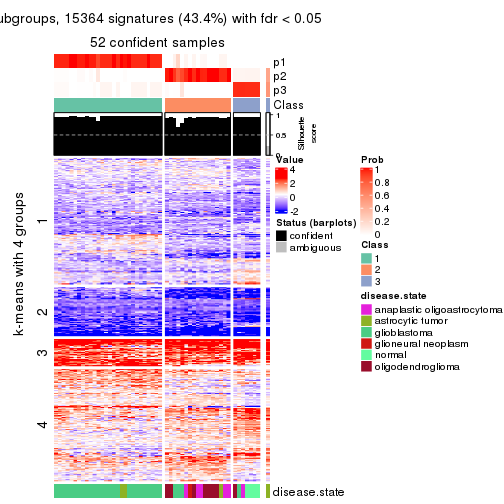 ubgroups, 15364 signatures (43.4%) with fdr < 0.05
52 confident samples
p1
p2
p3
Class
1
0.5
0
Silhouette
score
k-means with 4 groups
1
2
3
4
Value
4
2
0
-2
Status (barplots)
confident
ambiguous
Prob
1
0.8
0.6
0.4
0.2
0
Class
1
2
3
disease.state
anaplastic oligoastrocytoma
astrocytic tumor
glioblastoma
glioneural neoplasm
normal
oligodendroglioma
disease.state